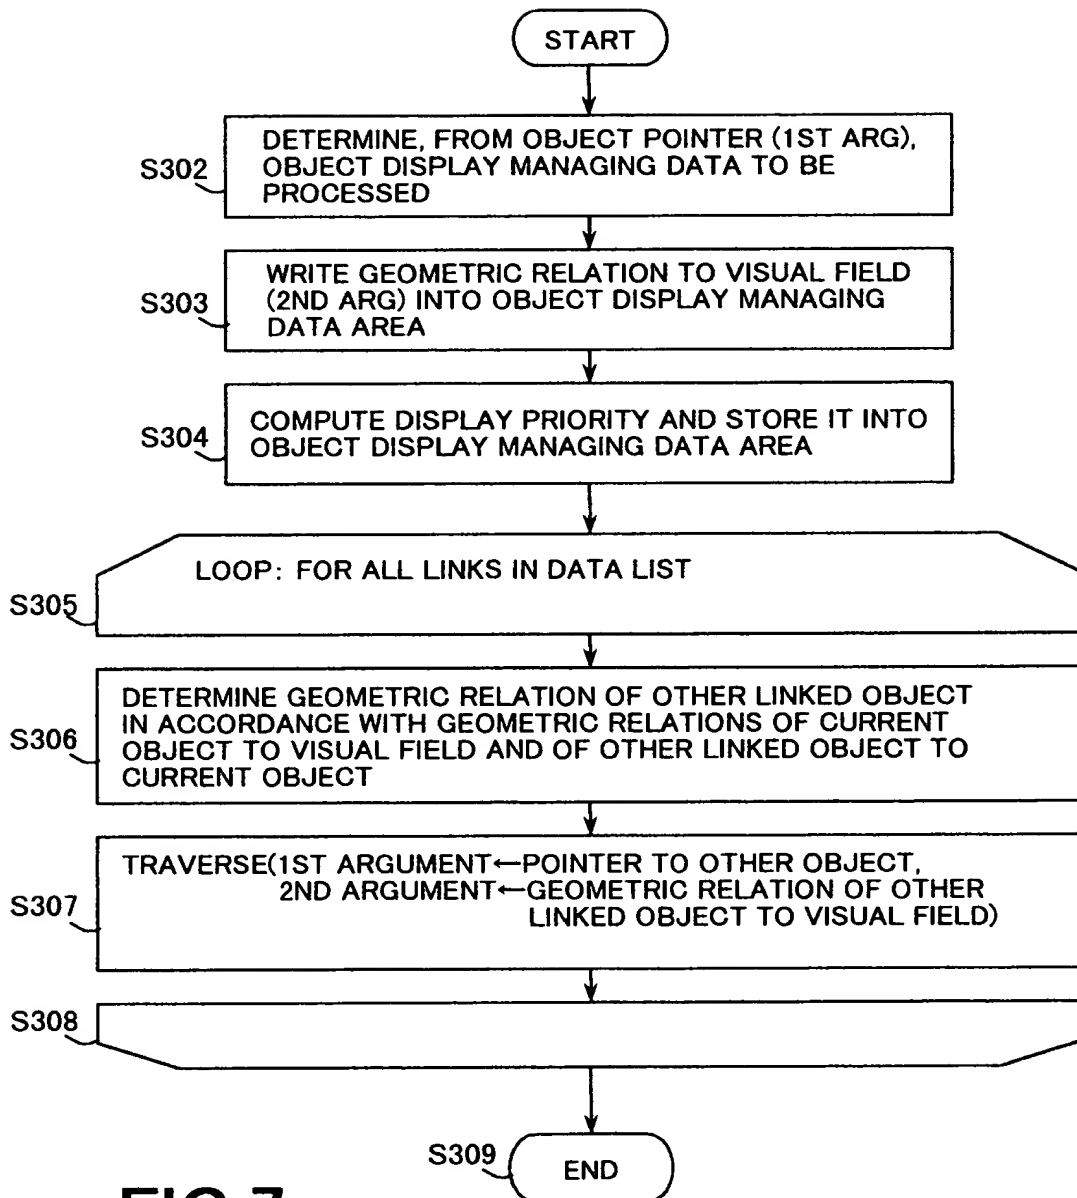 START
S302
DETERMINE, FROM OBJECT POINTER (1ST ARG),
OBJECT DISPLAY MANAGING DATA TO BE
PROCESSED
S303
WRITE GEOMETRIC RELATION TO VISUAL FIELD
(2ND ARG) INTO OBJECT DISPLAY MANAGING
DATA AREA
S304
COMPUTE DISPLAY PRIORITY AND STORE IT INTO
OBJECT DISPLAY MANAGING DATA AREA
LOOP: FOR ALL LINKS IN DATA LIST
S305
S306
DETERMINE GEOMETRIC RELATION OF OTHER LINKED OBJECT
IN ACCORDANCE WITH GEOMETRIC RELATIONS OF CURRENT
OBJECT TO VISUAL FIELD AND OF OTHER LINKED OBJECT TO
CURRENT OBJECT
S307
TRAVERSE(1ST ARGUMENT←POINTER TO OTHER OBJECT,
2ND ARGUMENT←GEOMETRIC RELATION OF OTHER
LINKED OBJECT TO VISUAL FIELD)
S308
S309
END
FIG.7